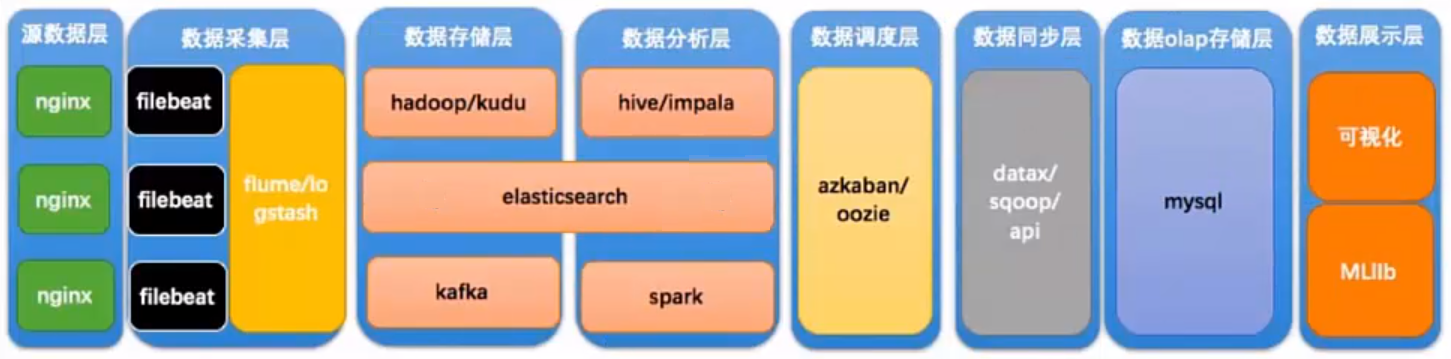 源数据层
nginx
nginx
nginx
数据采集层
filebeat
filebeat
filebeat
flume/lo
gstash
数据存储层
hadoop/kudu
elasticsearch
kafka
数据分析层
hive/impala
spark
数据调度层
azkaban/
oozie
数据同步层
datax/
sqoop/
api
数据olap存储层
mysql
数据展示层
可视化
MLlib